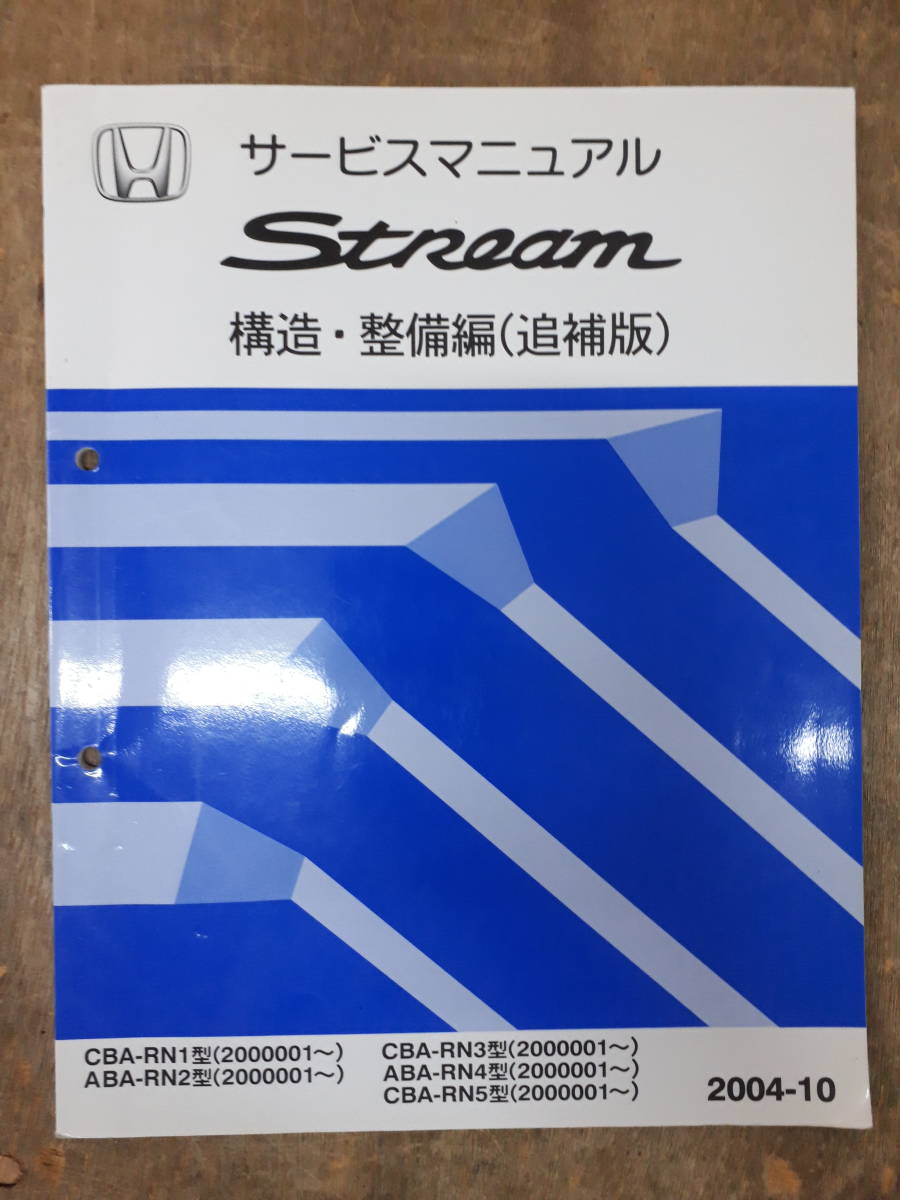 サービスマニュアル
Stream
構造・整備編(追補版)
CBA-RN1型(2000001～)
ABA-RN2型(2000001～)
CBA-RN3型(2000001～)
ABA-RN4型(2000001～)
CBA-RN5型(2000001～)
2004-10